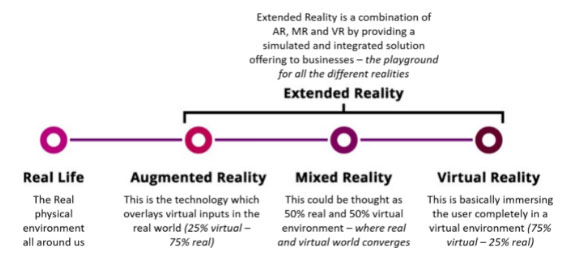 Extended Reality is a combination of
AR, MR and VR by providing a
simulated and integrated solution
offering to businesses – the playground
for all the different realities
Extended Reality
Real Life
The Real
physical
environment
all around us
Augmented Reality
This is the technology which
overlays virtual inputs in the
real world (25% virtual –
75% real)
Mixed Reality
This could be thought as
50% real and 50% virtual
environment – where real
and virtual world converges
Virtual Reality
This is basically immersing
the user completely in a
virtual environment (75%
virtual – 25% real)